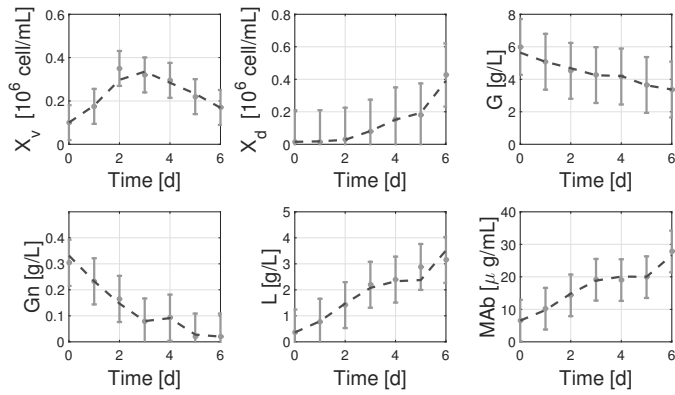 X_v [10^6 cell/mL]
0.6
0.4
0.2
0
0 2 4 6
Time [d]
X_d [10^6 cell/mL]
0.8
0.6
0.4
0.2
0
0 2 4 6
Time [d]
G [g/L]
8
6
4
2
0
0 2 4 6
Time [d]
Gn [g/L]
0.5
0.4
0.3
0.2
0.1
0
0 2 4 6
Time [d]
L [g/L]
5
4
3
2
1
0
0 2 4 6
Time [d]
MAb [μ g/mL]
40
30
20
10
0
0 2 4 6
Time [d]